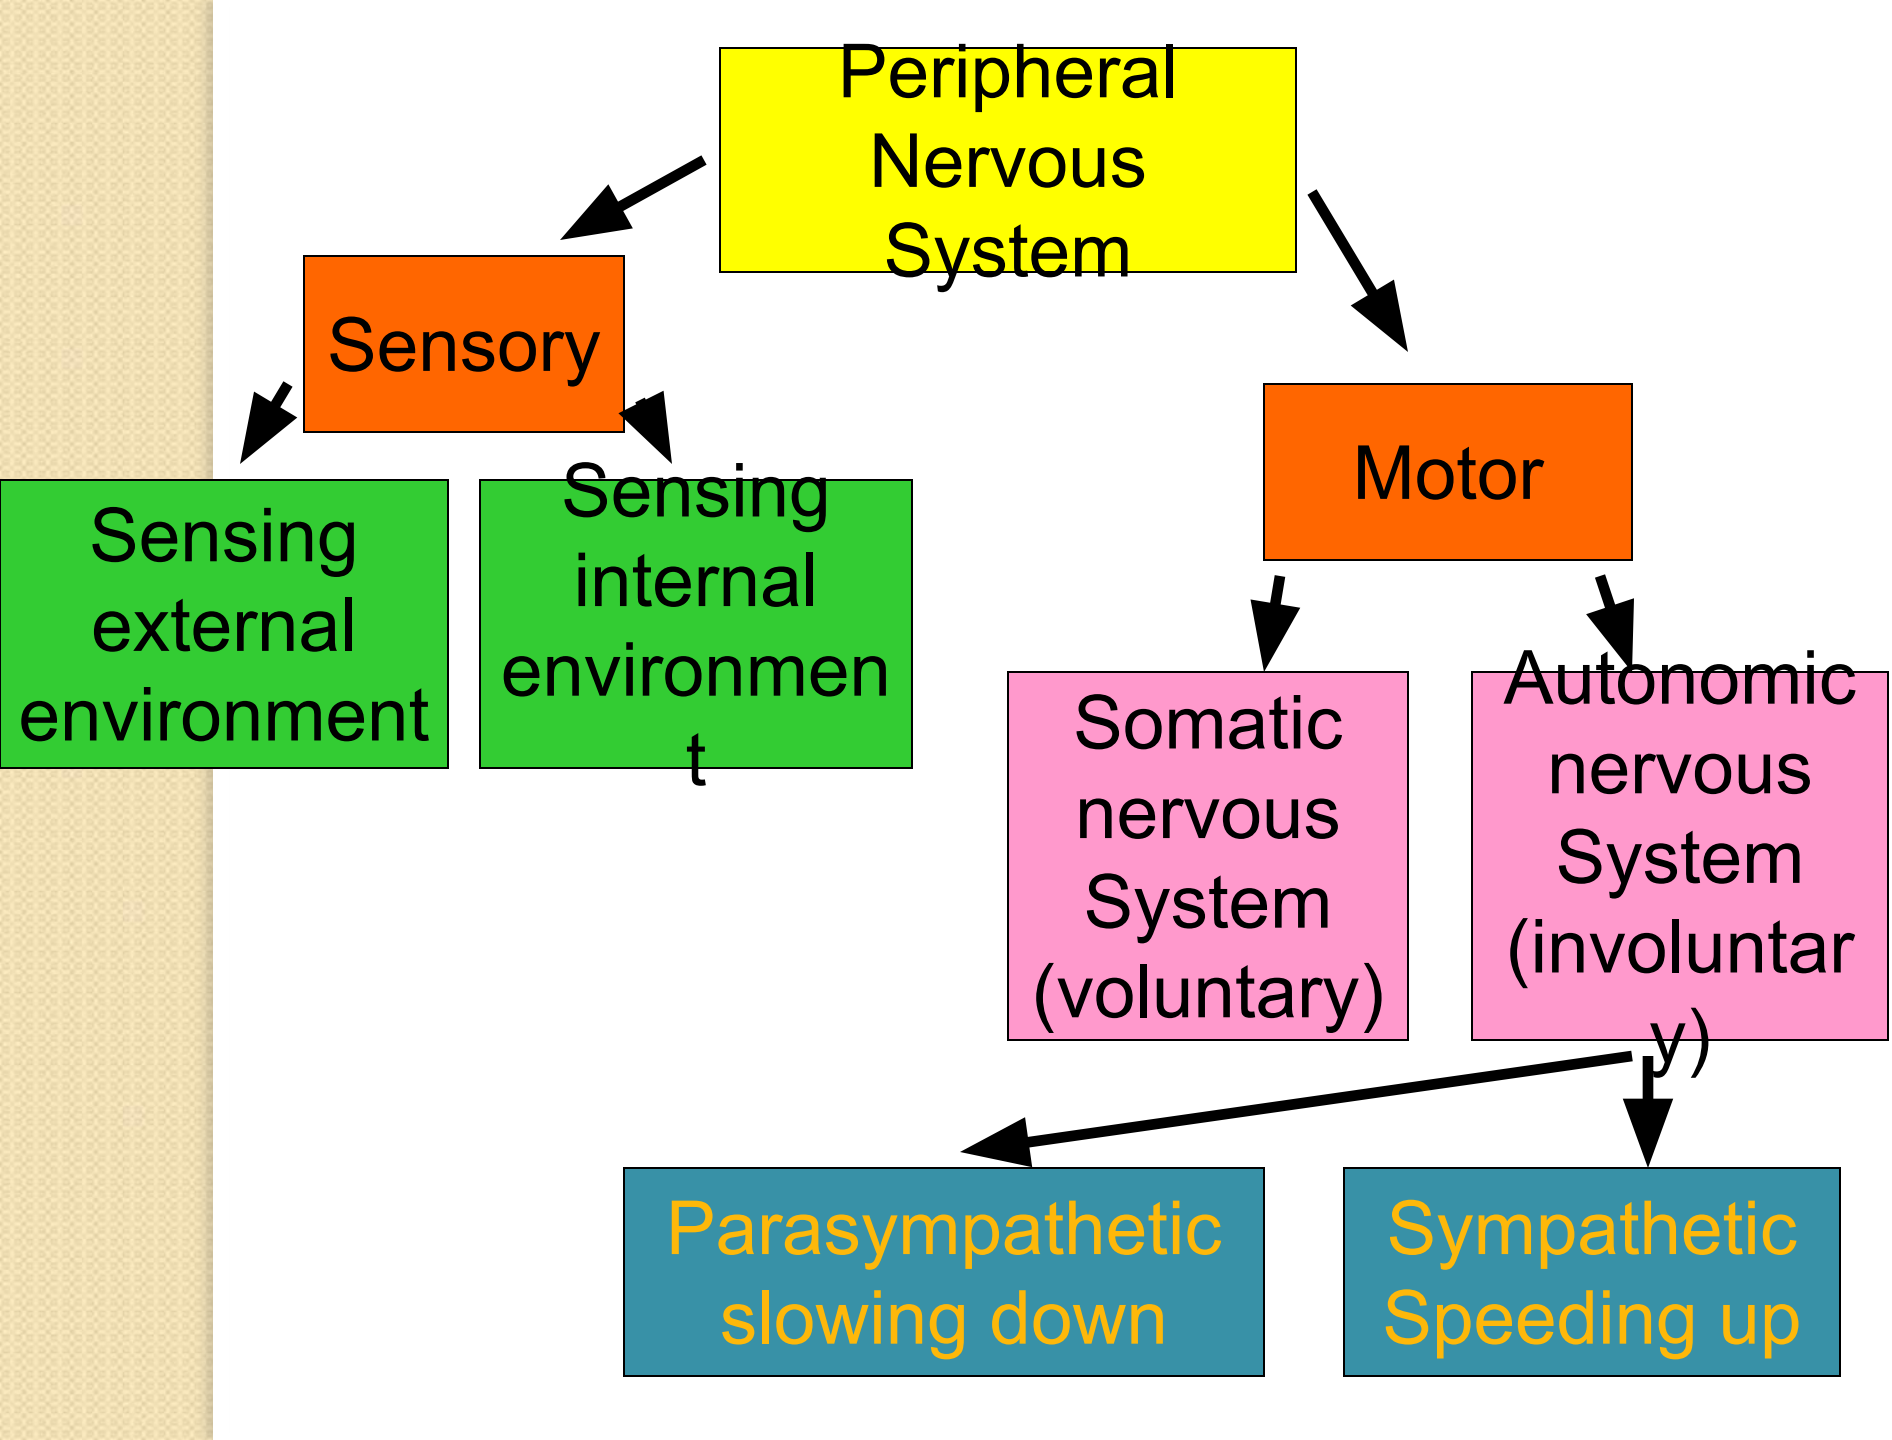 Peripheral
Nervous
System
Sensory
Motor
Sensing
external
environment
Sensing
internal
environmen
t
Somatic
nervous
System
(voluntary)
Autonomic
nervous
System
(involuntar
y)
Parasympathetic
slowing down
Sympathetic
Speeding up